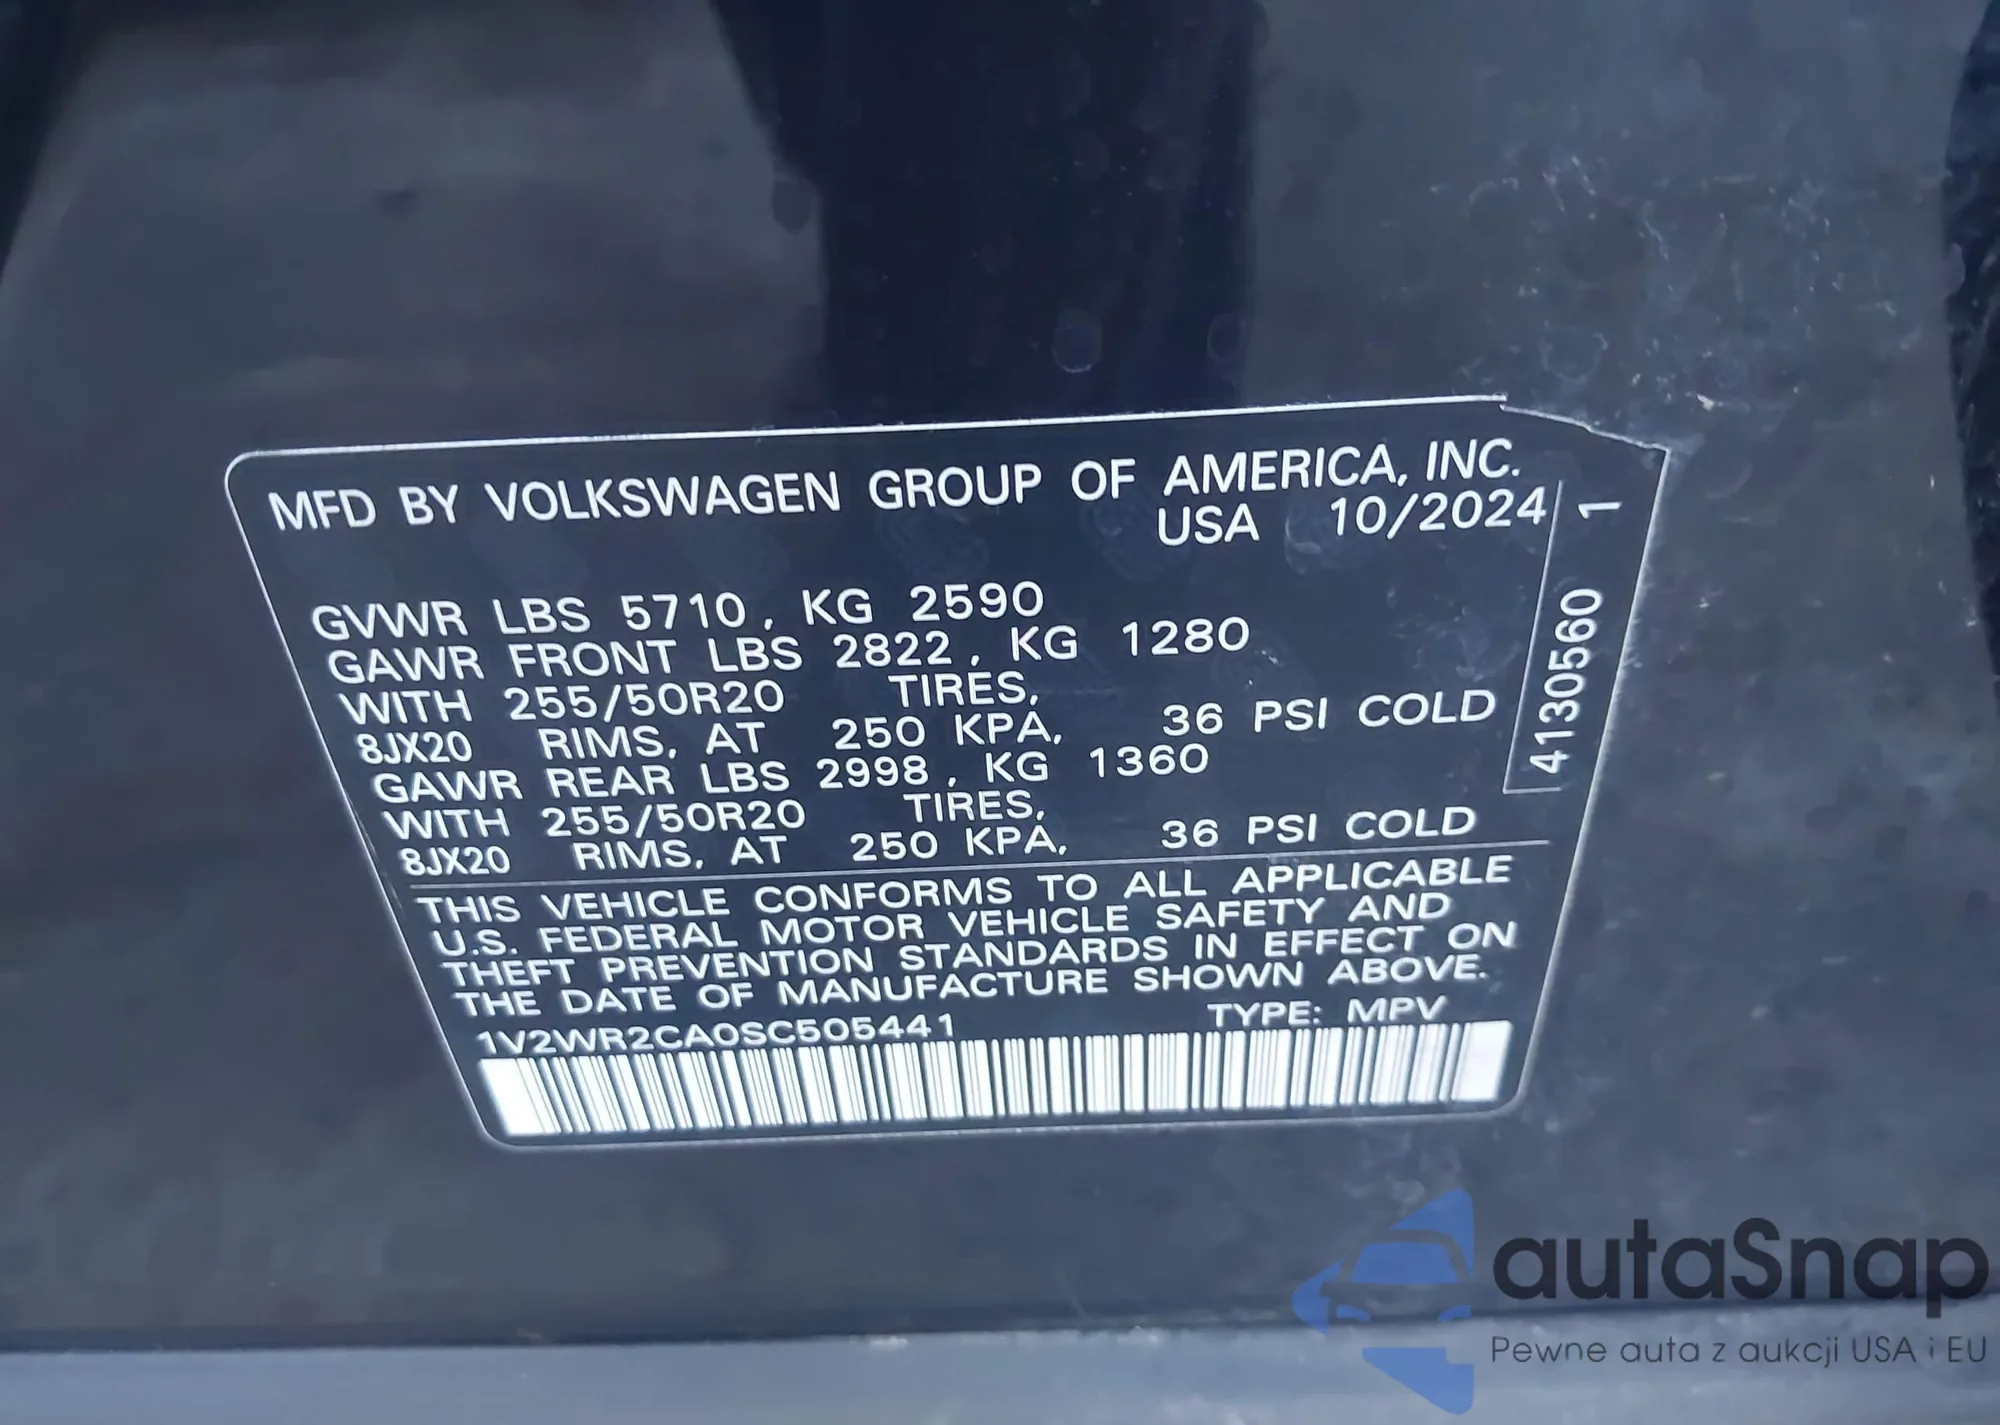 MFD BY VOLKSWAGEN GROUP OF AMERICA, INC.
USA 10/2024
GVWR LBS 5710, KG 2590
GAWR FRONT LBS 2822, KG 1280
WITH 255/50R20 TIRES,
8JX20 RIMS, AT 250 KPA, 36 PSI COLD
GAWR REAR LBS 2998, KG 1360
WITH 255/50R20 TIRES,
8JX20 RIMS, AT 250 KPA, 36 PSI COLD
4130560 1
THIS VEHICLE CONFORMS TO ALL APPLICABLE
U.S. FEDERAL MOTOR VEHICLE SAFETY AND
THEFT PREVENTION STANDARDS IN EFFECT ON
THE DATE OF MANUFACTURE SHOWN ABOVE.
1V2WR2CA0SC505441 TYPE: MPV
autaSnap
Pewne auta z aukcji USA i EU